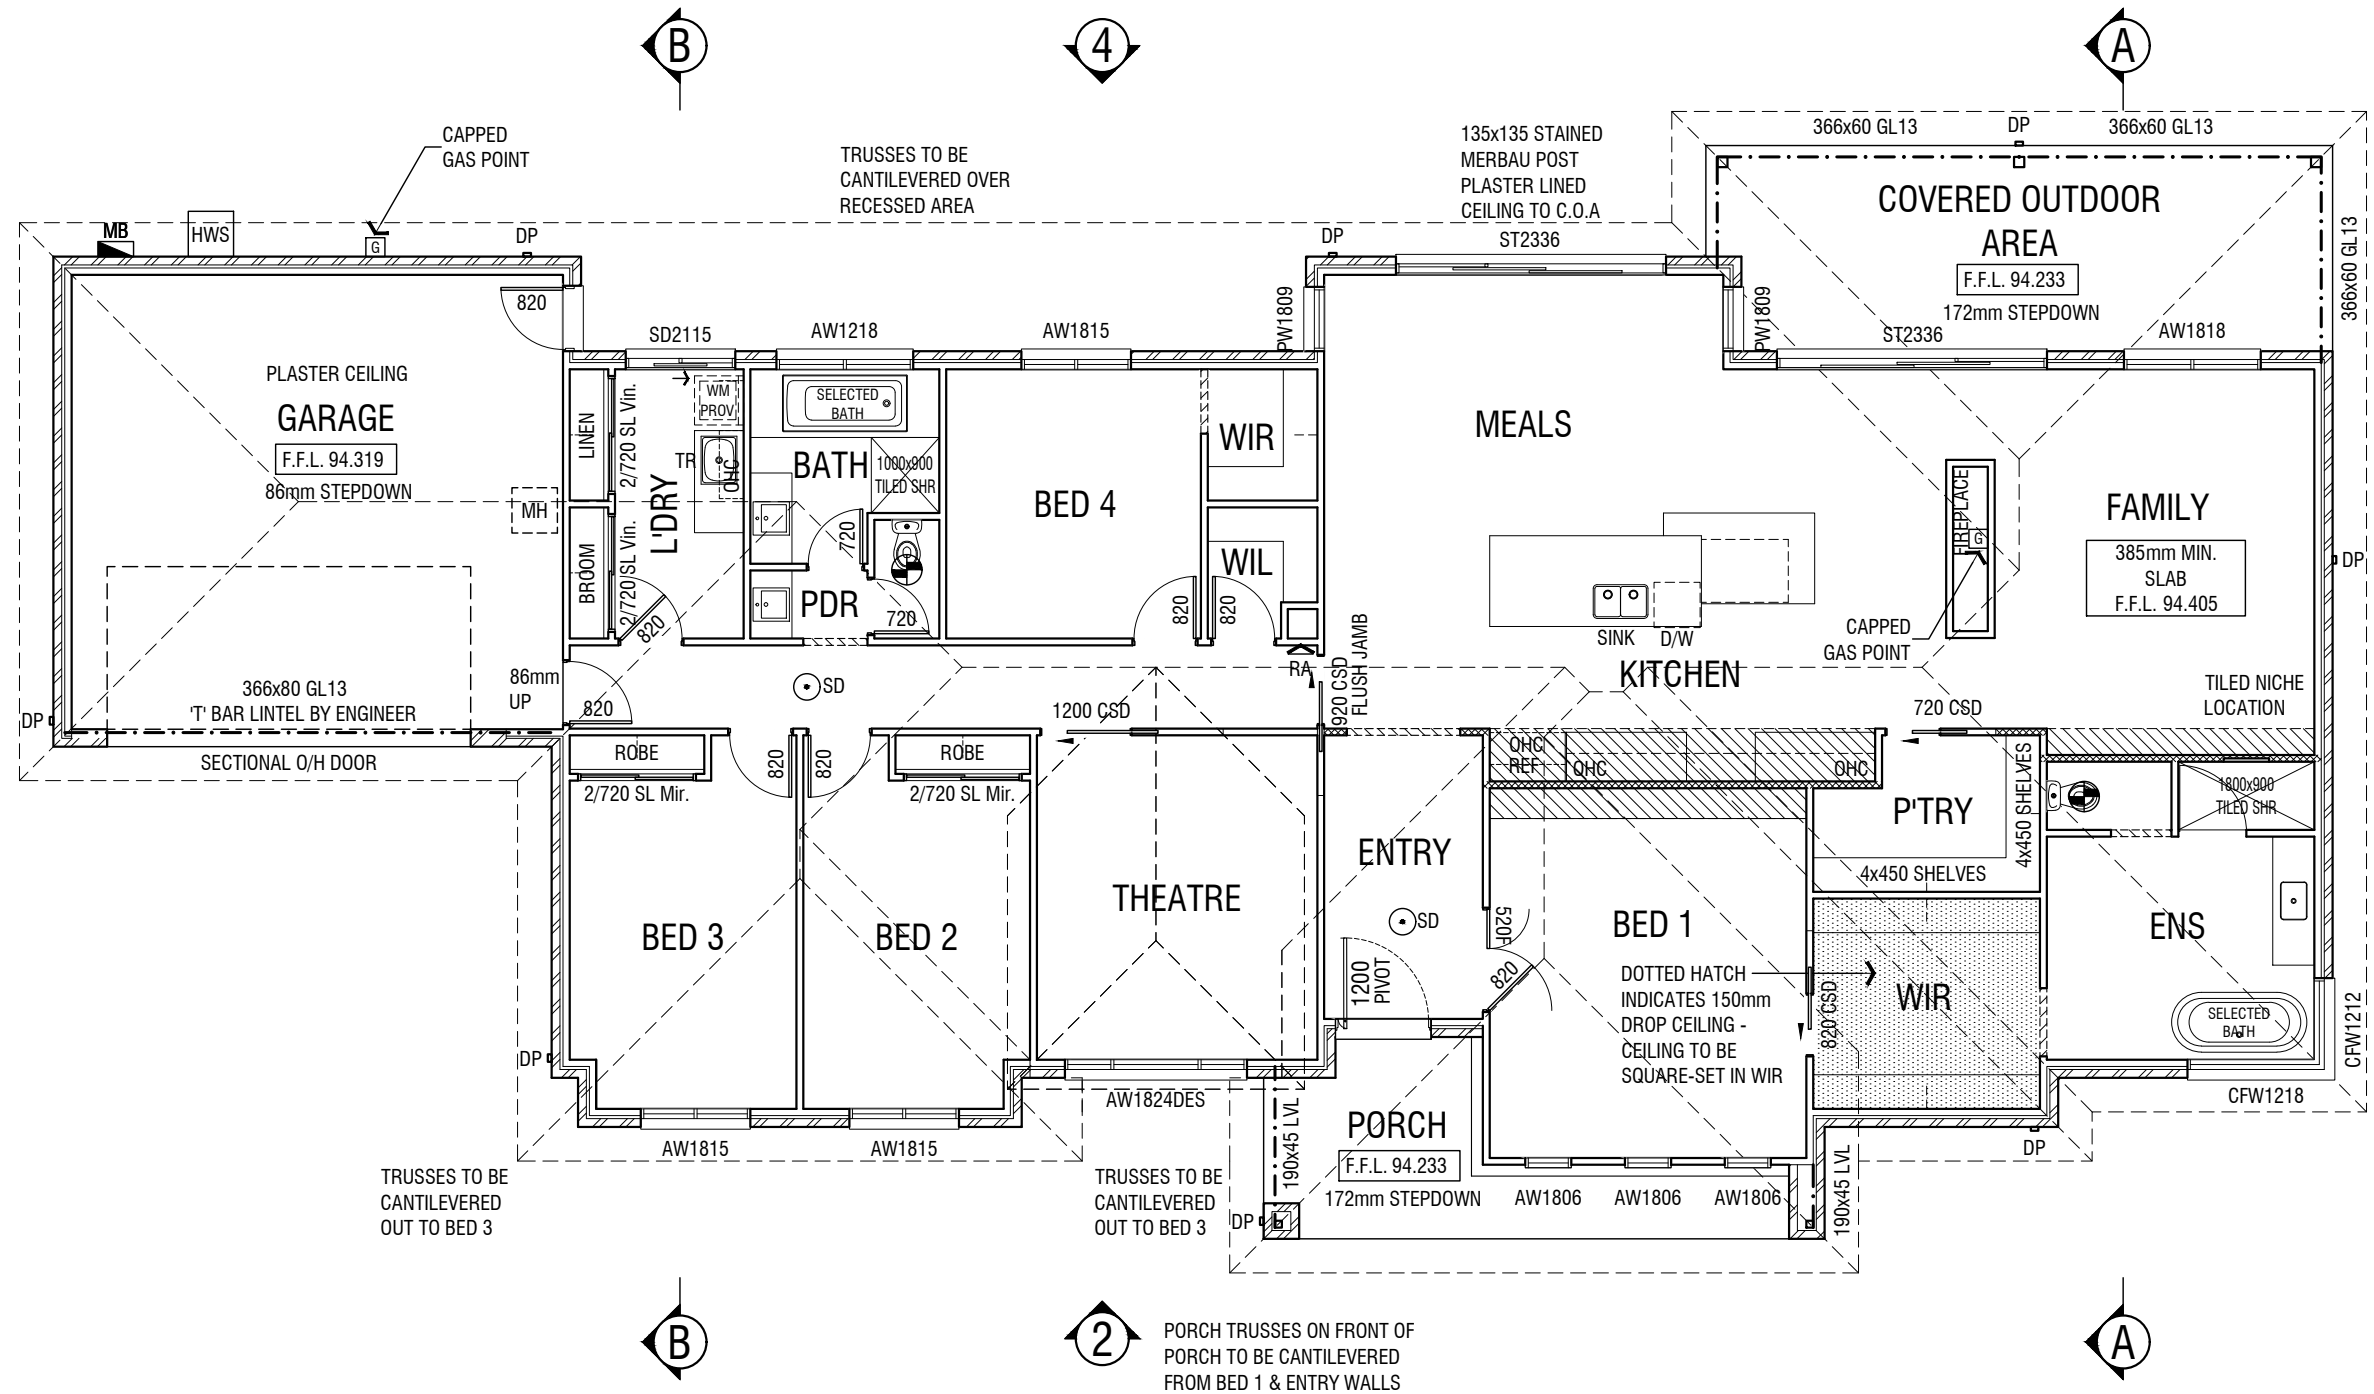 B
4
A
CAPPED
GAS POINT
TRUSSES TO BE
CANTILEVERED OVER
RECESSED AREA
135x135 STAINED
MERBAU POST
PLASTER LINED
CEILING TO C.O.A
366x60 GL13
DP
366x60 GL13
MB
HWS
G
DP
DP
ST2336
COVERED OUTDOOR
AREA
F.F.L. 94.233
172mm STEPDOWN
366x60 GL13
820
SD2115
AW1218
AW1815
PW1809
PW1809
ST2336
AW1818
PLASTER CEILING
GARAGE
F.F.L. 94.319
86mm STEPDOWN
MH
LINEN
2/720 SL Vin.
WM
PROV
TR
OHC
L'DRY
BROOM
2/720 SL Vin.
820
SELECTED
BATH
BATH
1000x900
TILED SHR
720
PDR
720
BED 4
WIR
WIL
820
820
MEALS
FIREPLACE
G
FAMILY
385mm MIN.
SLAB
F.F.L. 94.405
DP
SINK
D/W
CAPPED
GAS POINT
KITCHEN
RA
920 CSD
FLUSH JAMB
366x80 GL13
'T' BAR LINTEL BY ENGINEER
86mm
UP
820
SD
1200 CSD
720 CSD
TILED NICHE
LOCATION
DP
SECTIONAL O/H DOOR
ROBE
2/720 SL Mir.
820
820
ROBE
2/720 SL Mir.
OHC
REF
OHC
OHC
P'TRY
4x450 SHELVES
4x450 SHELVES
1800x900
TILED SHR
ENTRY
SD
THEATRE
BED 3
BED 2
520F
820
1200
PIVOT
BED 1
DOTTED HATCH
INDICATES 150mm
DROP CEILING -
CEILING TO BE
SQUARE-SET IN WIR
820 CSD
WIR
ENS
SELECTED
BATH
CFW1212
CFW1218
DP
DP
AW1824DES
AW1815
AW1815
190x45 LVL
PORCH
F.F.L. 94.233
172mm STEPDOWN
AW1806
AW1806
AW1806
190x45 LVL
DP
TRUSSES TO BE
CANTILEVERED
OUT TO BED 3
TRUSSES TO BE
CANTILEVERED
OUT TO BED 3
B
2
PORCH TRUSSES ON FRONT OF
PORCH TO BE CANTILEVERED
FROM BED 1 & ENTRY WALLS
A